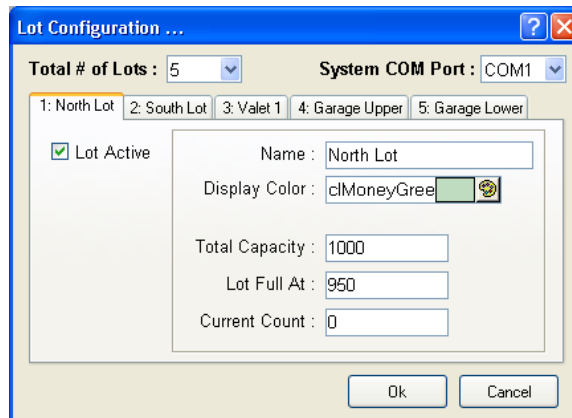 Lot Configuration ...
Total # of Lots : 5 System COM Port : COM1
1: North Lot 2: South Lot 3: Valet 1 4: Garage Upper 5: Garage Lower
Lot Active Name : North Lot
Display Color : clMoneyGree
Total Capacity : 1000
Lot Full At : 950
Current Count : 0
Ok Cancel